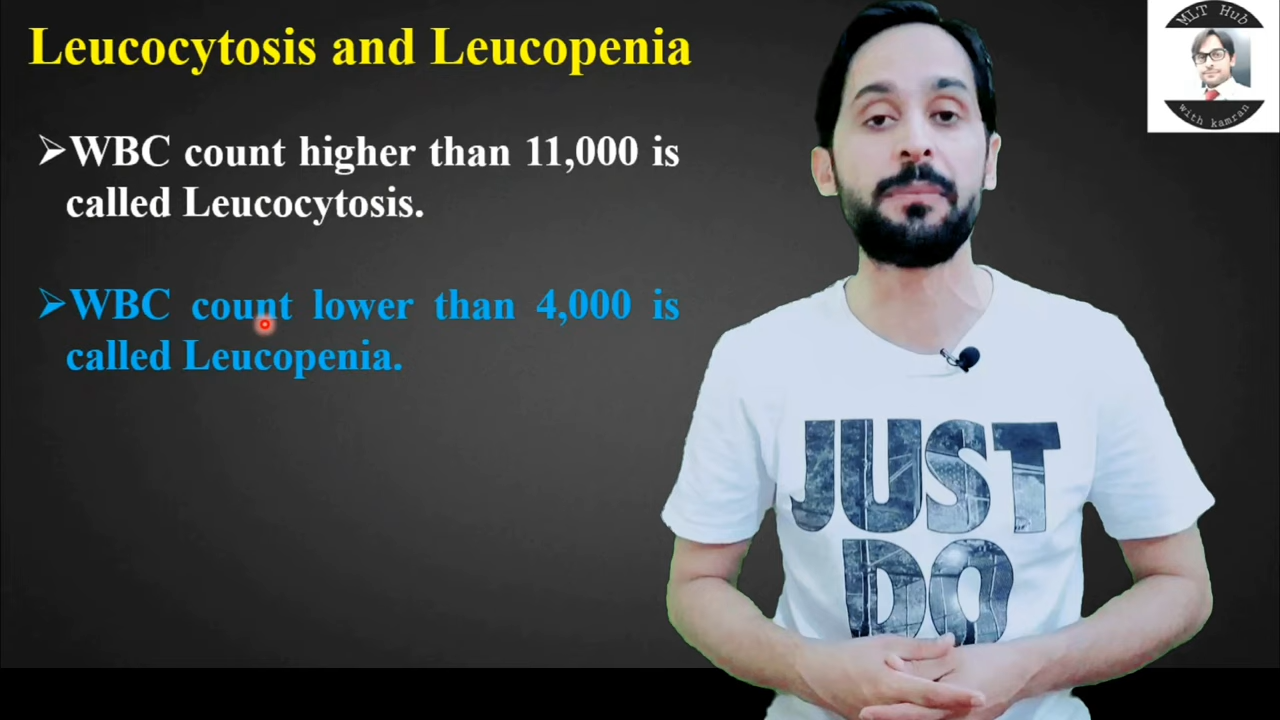 Leucocytosis and Leucopenia
MLT Hub
with kamran
➢WBC count higher than 11,000 is
called Leucocytosis.
➢WBC count lower than 4,000 is
called Leucopenia.
JUST
DO